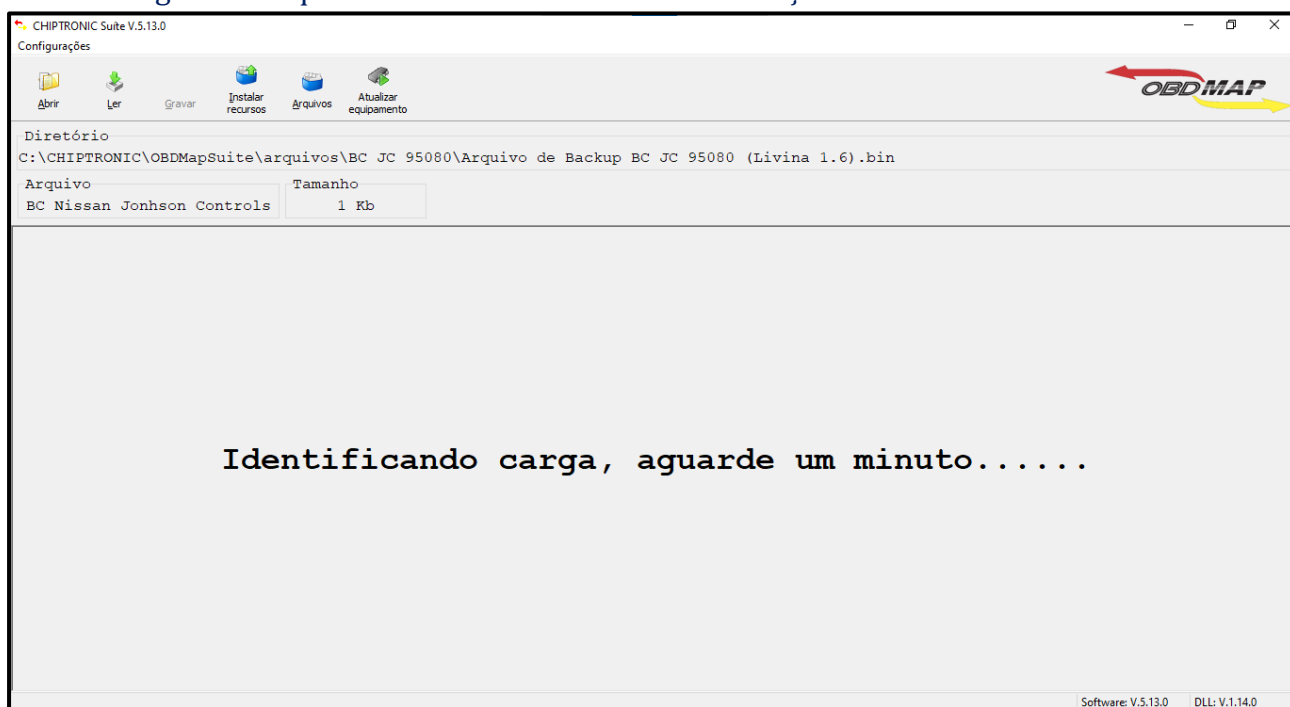 CHIPTRONIC Suite V.5.13.0
Configurações
Abrir
Ler
Gravar
Instalar
recursos
Arquivos
Atualizar
equipamento
OBDMAP
Diretório
C:\CHIPTRONIC\OBDMapSuite\arquivos\BC JC 95080\Arquivo de Backup BC JC 95080 (Livina 1.6).bin
Arquivo
Tamanho
BC Nissan Jonhson Controls
1 Kb
Identificando carga, aguarde um minuto......
Software: V.5.13.0
DLL: V.1.14.0